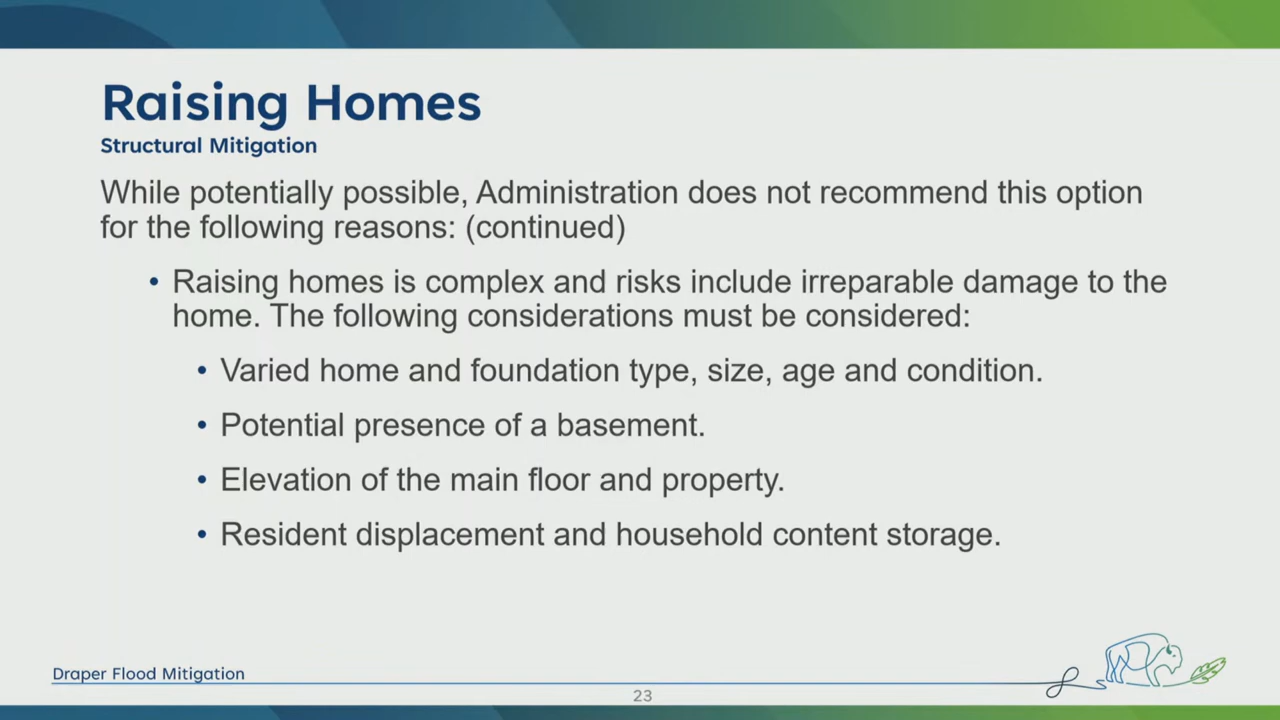 Raising Homes
Structural Mitigation
While potentially possible, Administration does not recommend this option
for the following reasons: (continued)
• Raising homes is complex and risks include irreparable damage to the
home. The following considerations must be considered:
• Varied home and foundation type, size, age and condition.
• Potential presence of a basement.
• Elevation of the main floor and property.
• Resident displacement and household content storage.
Draper Flood Mitigation
23